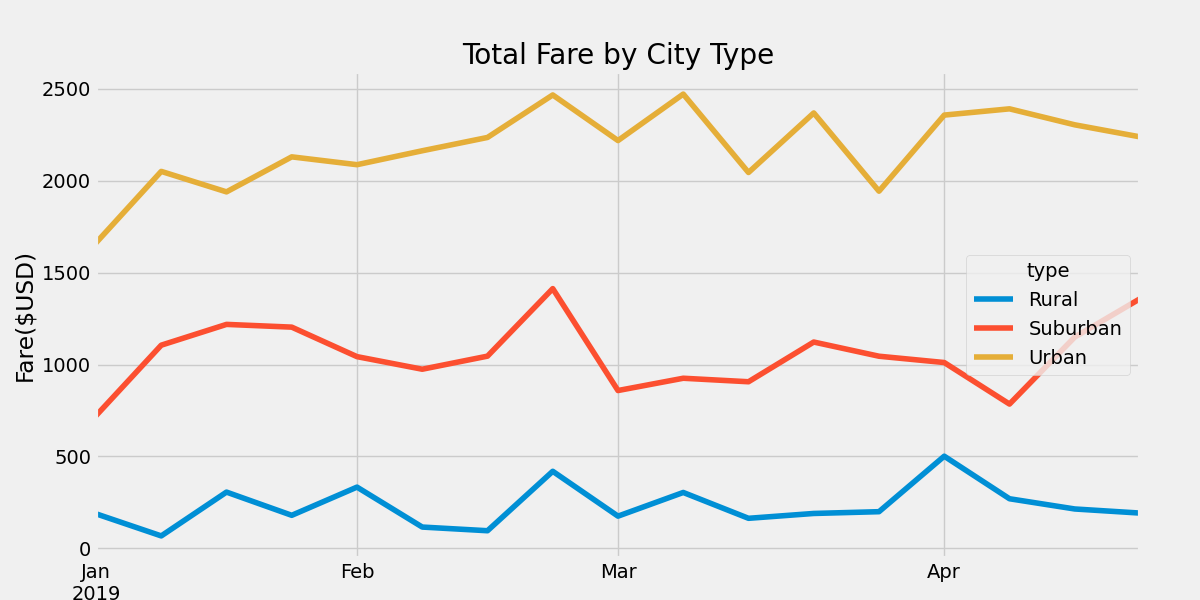 Total Fare by City Type
Fare($USD)
2500
2000
1500
1000
500
0
Jan
2019
Feb
Mar
Apr
type
Rural
Suburban
Urban